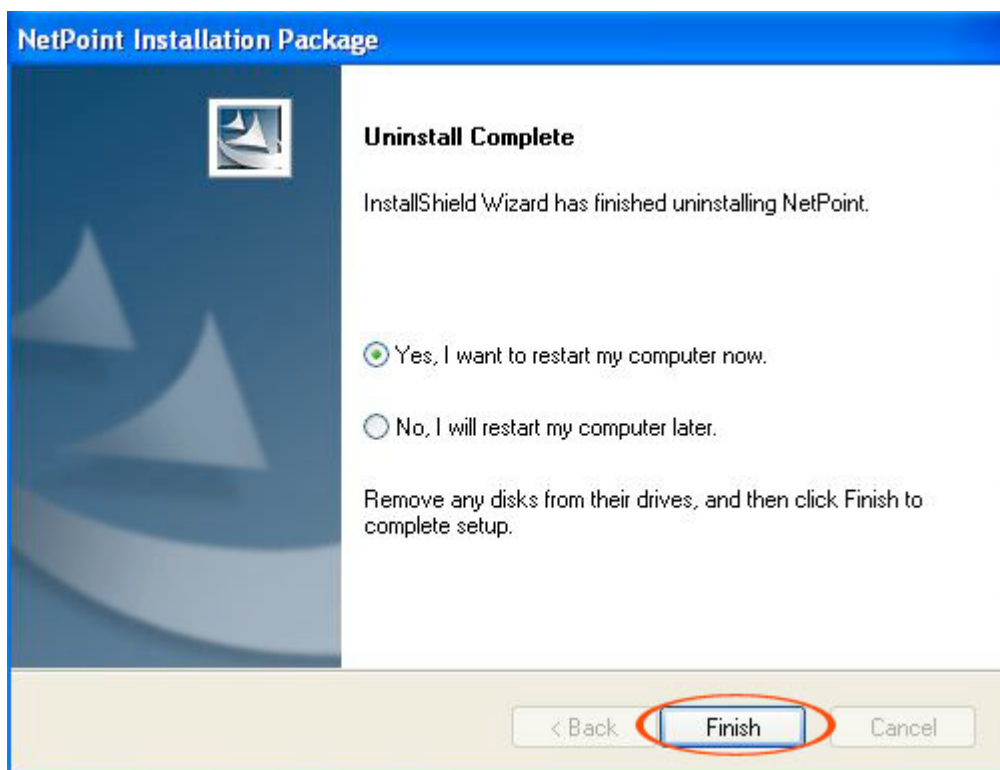 NetPoint Installation Package
Uninstall Complete
InstallShield Wizard has finished uninstalling NetPoint.
Yes, I want to restart my computer now.
No, I will restart my computer later.
Remove any disks from their drives, and then click Finish to
complete setup.
< Back Finish Cancel